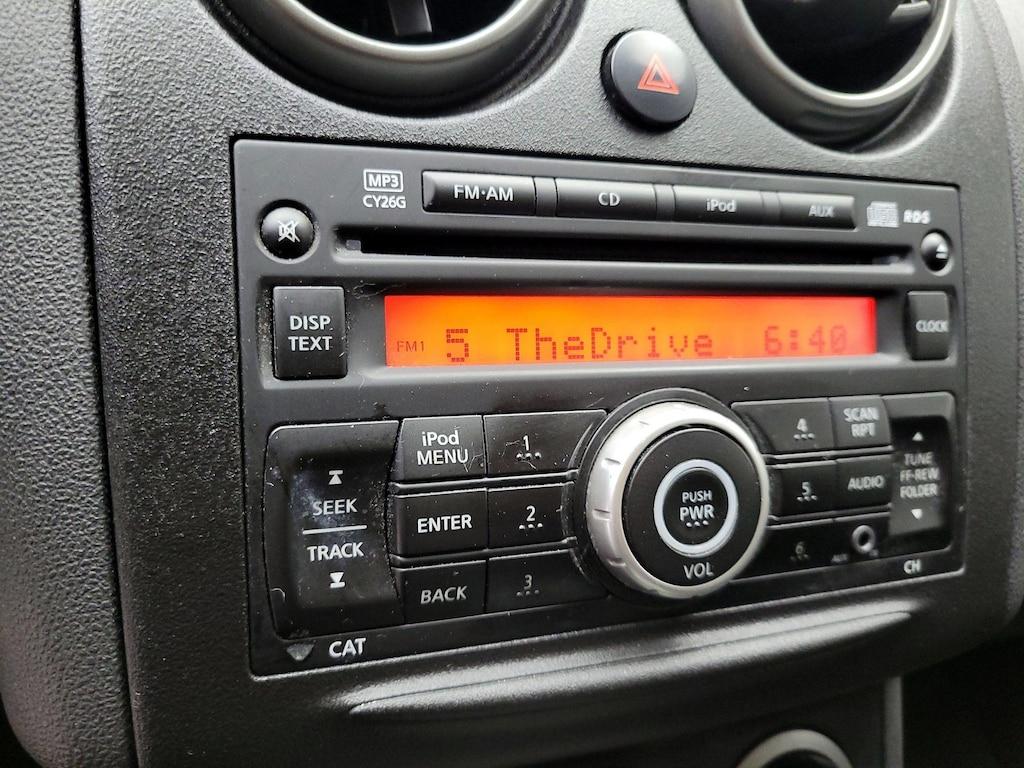 MP3
CY26G
FM·AM
CD
iPod
AUX
RDS
DISP
TEXT
FM1 5 TheDrive 6:40
CLOCK
iPod
MENU
1
4
SCAN
RPT
SEEK
TRACK
ENTER
2
PUSH
PWR
5
AUDIO
TUNE
FF·REW
FOLDER
BACK
3
VOL
6
AUX
CH
CAT